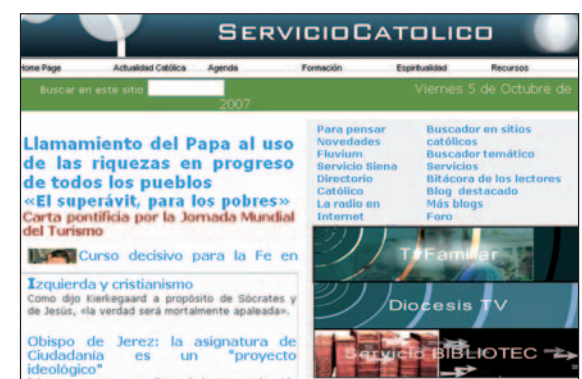 SERVICIOCATOLICO
Home Page Actualidad Católica Agenda Formación Espiritualidad Recursos
Buscar en este sitio
Viernes 5 de Octubre de
2007
Llamamiento del Papa al uso
de las riquezas en progreso
de todos los pueblos
«El superávit, para los pobres»
Carta pontificia por la Jornada Mundial
del Turismo
Curso decisivo para la Fe en
Izquierda y cristianismo
Como dijo Kierkegaard a propósito de Sócrates y
de Jesús, «la verdad será mortalmente apaleada».
Obispo de Jerez: la asignatura de
Ciudadanía es un "proyecto
ideológico"
Para pensar
Novedades
Fluvium
Servicio Siena
Directorio
Católico
La radio en
Internet
Buscador en sitios
católicos
Buscador temático
Servicios
Bitácora de los lectores
Blog destacado
Más blogs
Foro
Diocesis TV
Servicio BIBLIOTEC